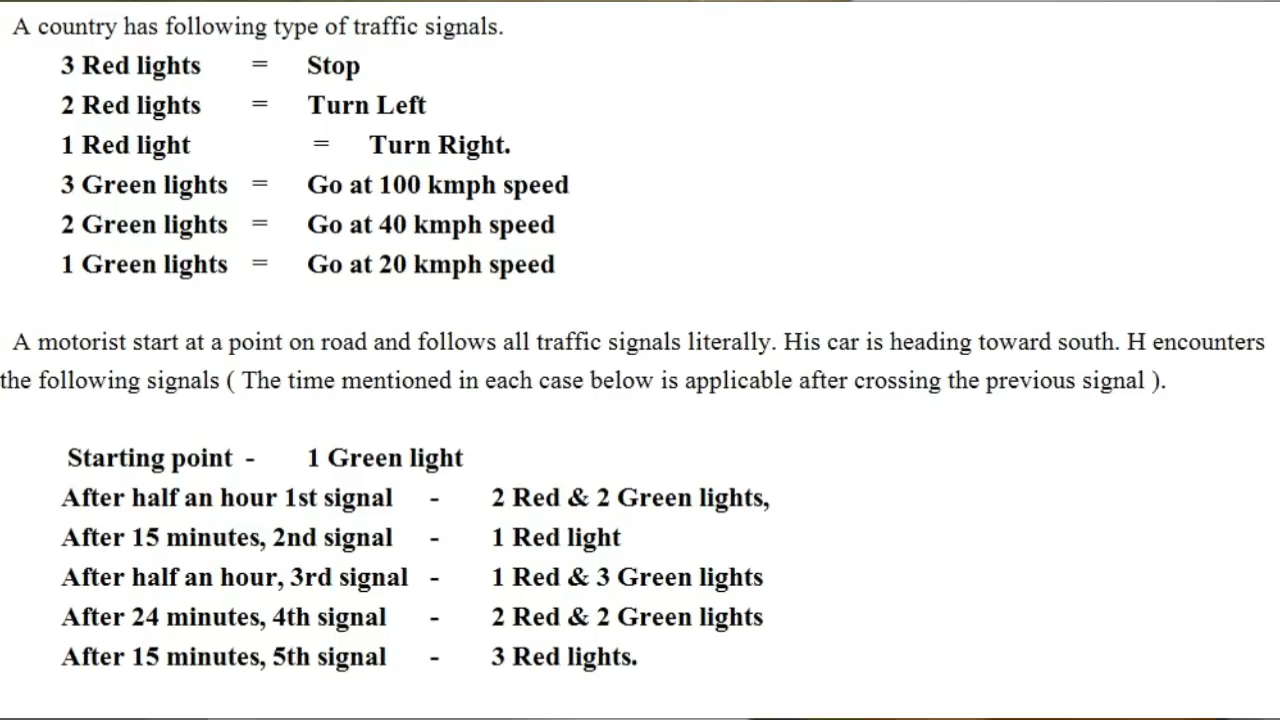 A country has following type of traffic signals.
3 Red lights = Stop
2 Red lights = Turn Left
1 Red light = Turn Right.
3 Green lights = Go at 100 kmph speed
2 Green lights = Go at 40 kmph speed
1 Green lights = Go at 20 kmph speed
A motorist start at a point on road and follows all traffic signals literally. His car is heading toward south. H encounters
the following signals ( The time mentioned in each case below is applicable after crossing the previous signal ).
Starting point - 1 Green light
After half an hour 1st signal - 2 Red & 2 Green lights,
After 15 minutes, 2nd signal - 1 Red light
After half an hour, 3rd signal - 1 Red & 3 Green lights
After 24 minutes, 4th signal - 2 Red & 2 Green lights
After 15 minutes, 5th signal - 3 Red lights.